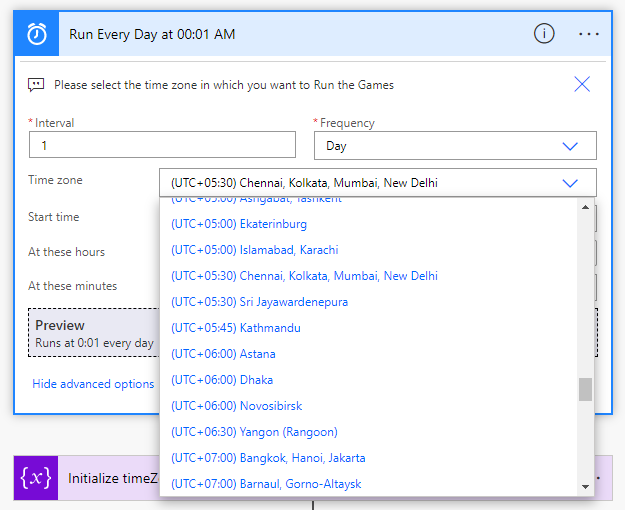 Run Every Day at 00:01 AM
Please select the time zone in which you want to Run the Games
* Interval
* Frequency
1
Day
Time zone
(UTC+05:30) Chennai, Kolkata, Mumbai, New Delhi
(UTC+05:00) Ashgabat, Tashkent
Start time
(UTC+05:00) Ekaterinburg
At these hours
(UTC+05:00) Islamabad, Karachi
(UTC+05:30) Chennai, Kolkata, Mumbai, New Delhi
At these minutes
(UTC+05:30) Sri Jayawardenepura
Preview
(UTC+05:45) Kathmandu
Runs at 0:01 every day
(UTC+06:00) Astana
Hide advanced options
(UTC+06:00) Dhaka
(UTC+06:00) Novosibirsk
(UTC+06:30) Yangon (Rangoon)
(UTC+07:00) Bangkok, Hanoi, Jakarta
{x} Initialize timeZ
(UTC+07:00) Barnaul, Gorno-Altaysk